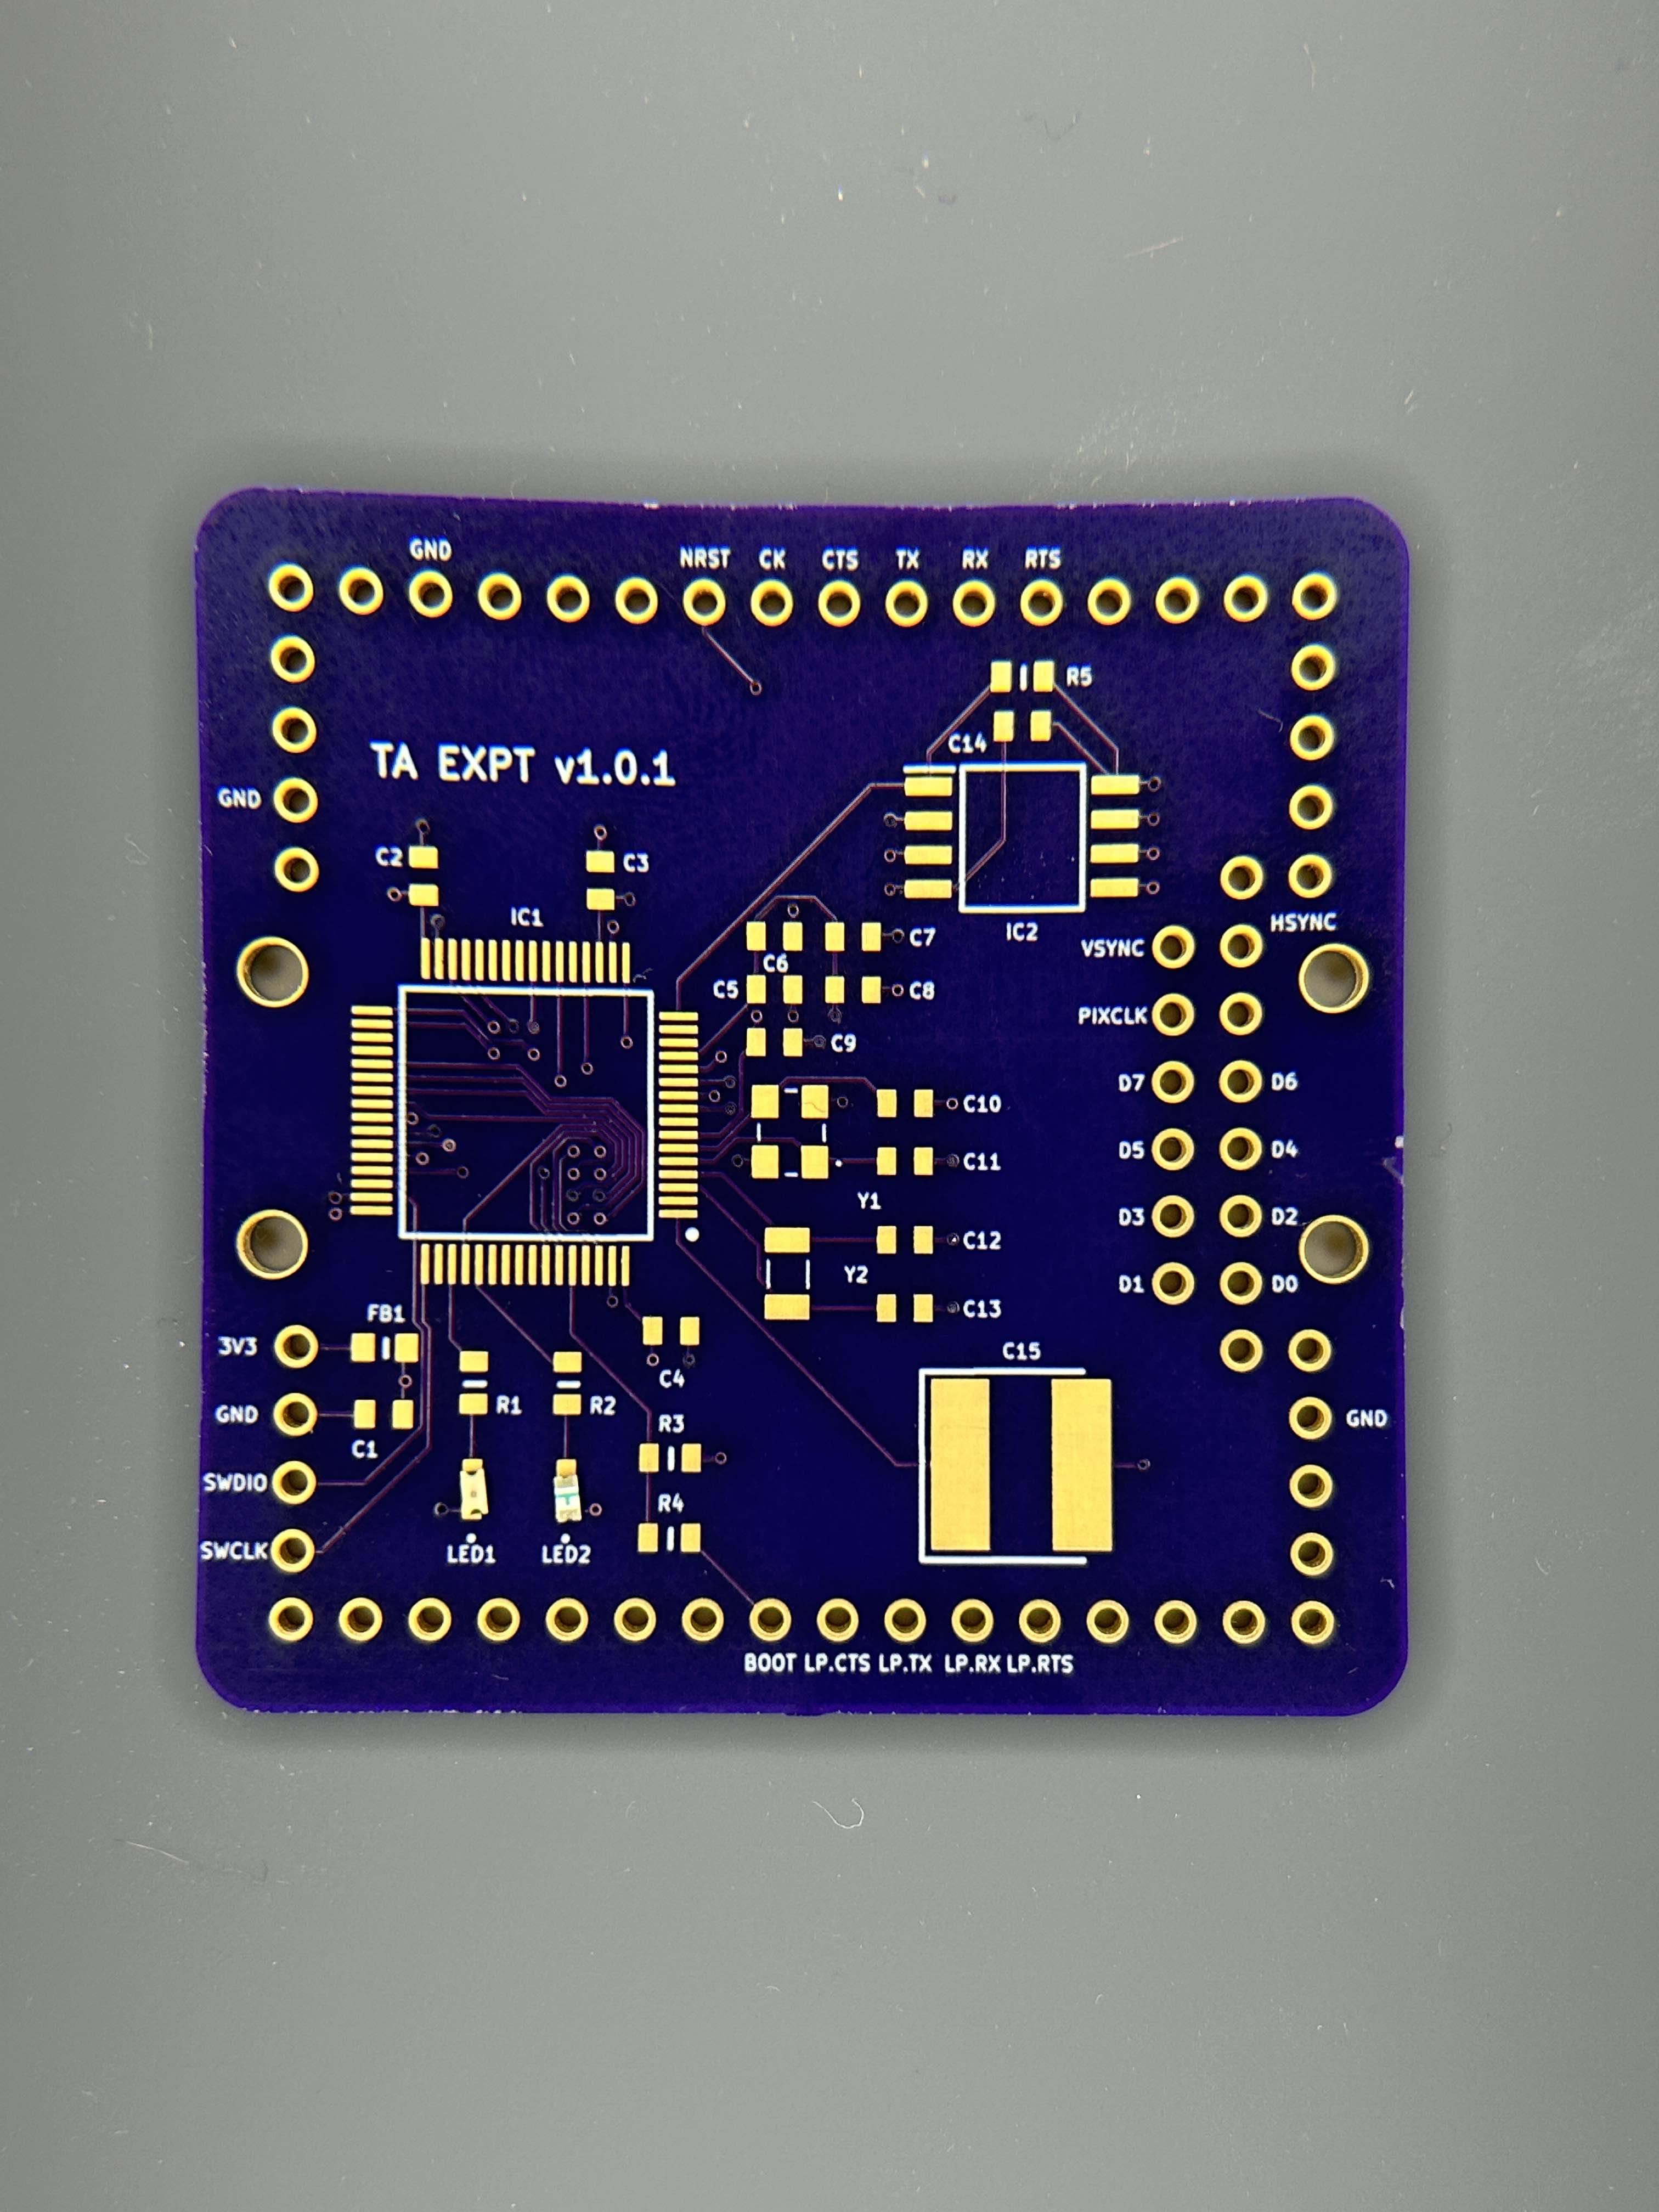 GND
NRST CK CTS TX RX RTS
R5
C14
TA EXPT v1.0.1
GND
C2
C3
IC1
IC2
C7
C6
C5
C8
C9
HSYNC
VSYNC
PIXCLK
C10
D7
D6
C11
D5
D4
Y1
D3
D2
C12
Y2
D1
D0
C13
FB1
3V3
C15
C4
GND
R1
R2
GND
C1
R3
SWDIO
R4
SWCLK
LED1
LED2
BOOT LP.CTS LP.TX LP.RX LP.RTS